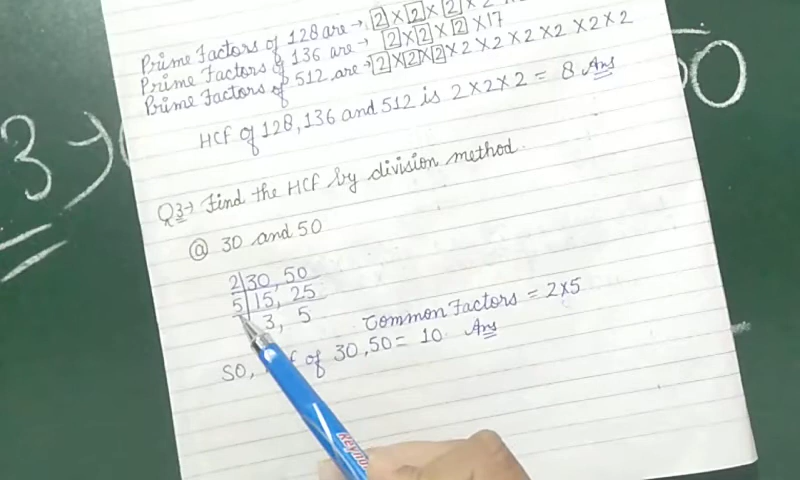 Prime Factors of 128 are → 2 × 2 × 2 ×
Prime Factors of 136 are → 2 × 2 × 2 × 17
Prime Factors of 512 are → 2 × 2 × 2 × 2 × 2 × 2 × 2 × 2
HCF of 128, 136 and 512 is 2 × 2 × 2 = 8 Ans
Q3 → Find the HCF by division method.
ⓐ 30 and 50
2 | 30, 50
5 | 15, 25
3, 5
Common Factors = 2×5
So, of 30, 50 = 10 Ans
3
50
Reyno